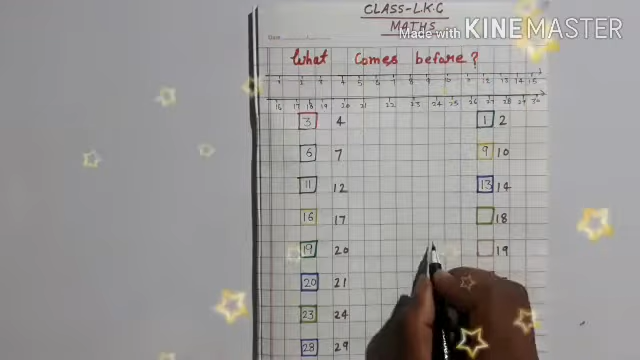 CLASS-L.K.G
MATHS
Made with KINEMASTER
What comes before?
3 4 1 2
6 7 9 10
11 12 13 14
16 17 18
19 20 19
20 21
23 24
28 29